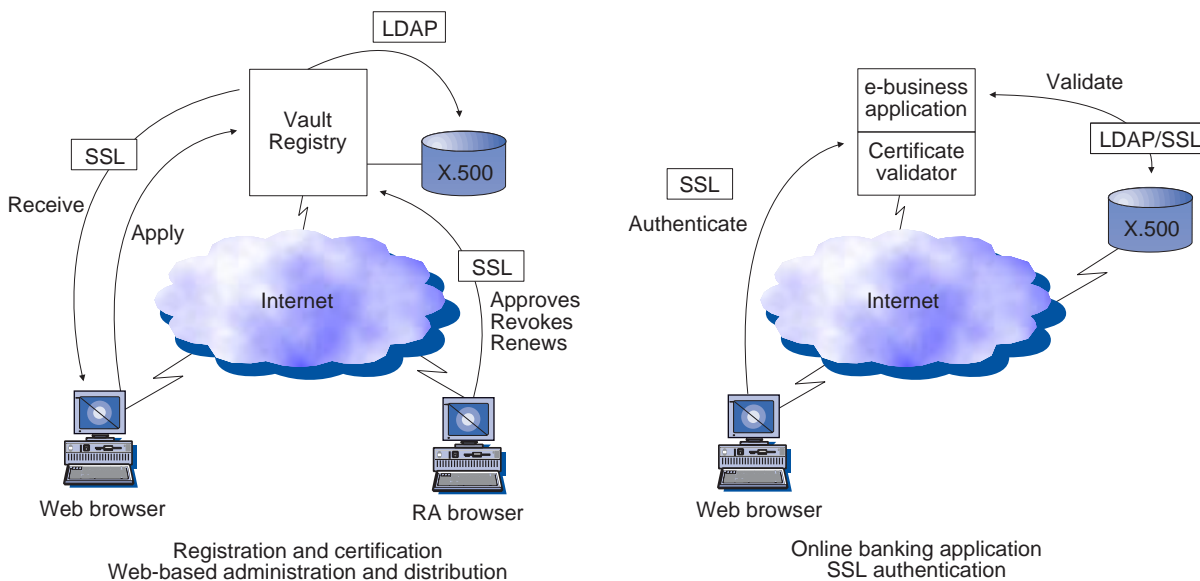 LDAP
Vault
Registry
SSL
X.500
Receive
Apply
SSL
Internet
Approves
Revokes
Renews
Web browser
RA browser
Registration and certification
Web-based administration and distribution
e-business
application
Validate
Certificate
validator
LDAP/SSL
SSL
Authenticate
X.500
Internet
Web browser
Online banking application
SSL authentication